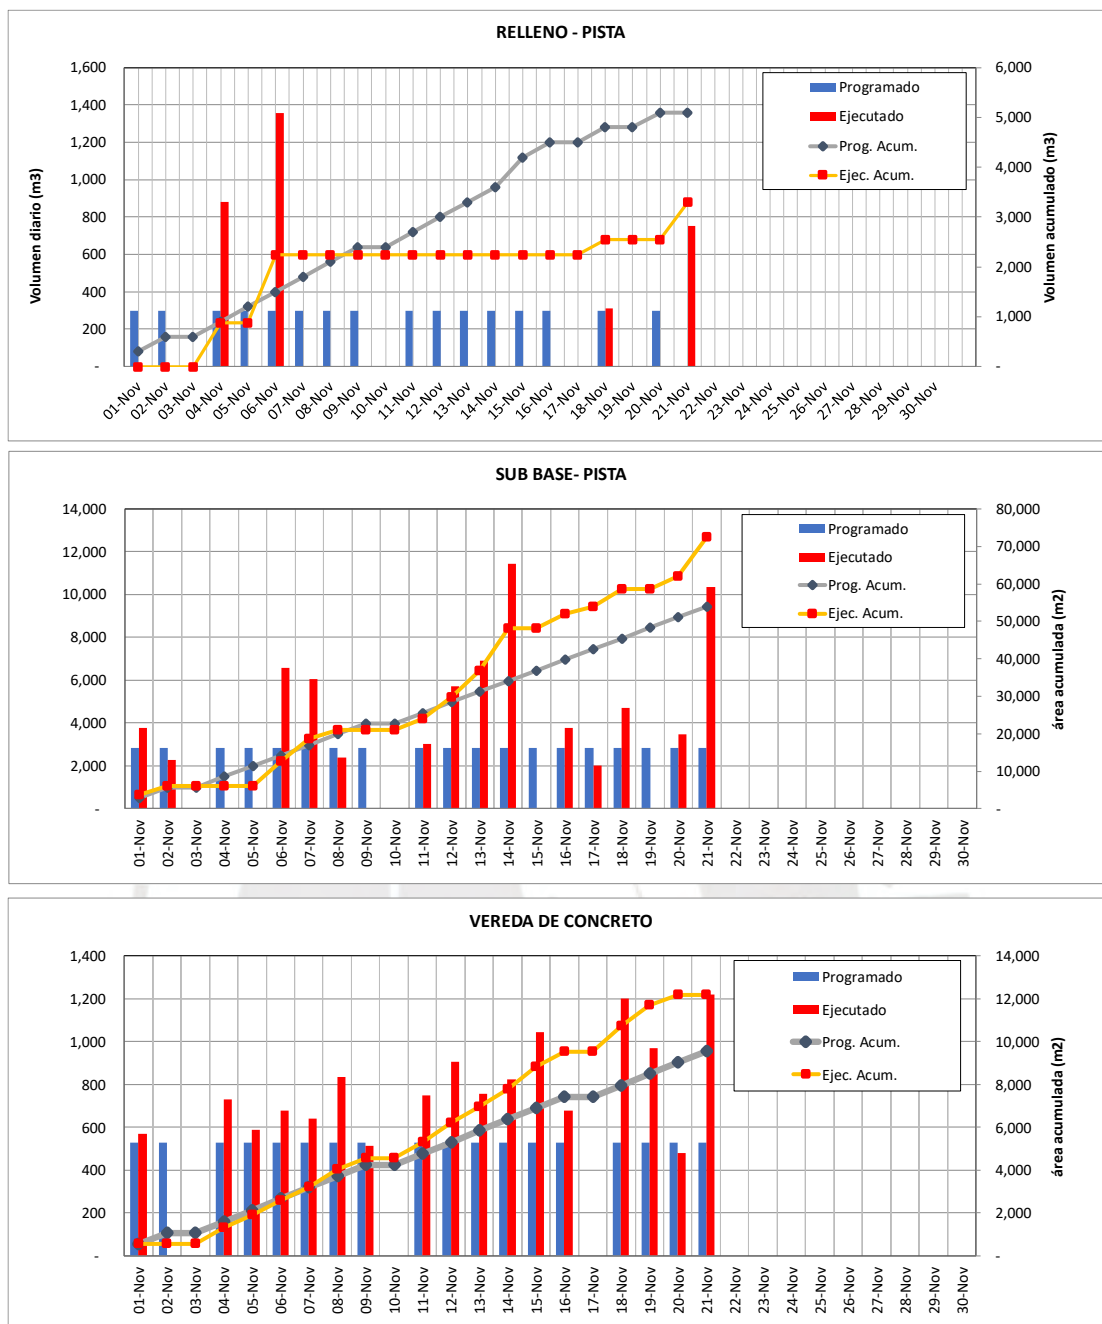 RELLENO - PISTA
1,600
1,400
1,200
1,000
800
600
400
200
-
Volumen diario (m3)
6,000
5,000
4,000
3,000
2,000
1,000
-
Volumen acumulado (m3)
Programado
Ejecutado
Prog. Acum.
Ejec. Acum.
01-Nov
02-Nov
03-Nov
04-Nov
05-Nov
06-Nov
07-Nov
08-Nov
09-Nov
10-Nov
11-Nov
12-Nov
13-Nov
14-Nov
15-Nov
16-Nov
17-Nov
18-Nov
19-Nov
20-Nov
21-Nov
22-Nov
23-Nov
24-Nov
25-Nov
26-Nov
27-Nov
28-Nov
29-Nov
30-Nov
SUB BASE- PISTA
14,000
12,000
10,000
8,000
6,000
4,000
2,000
-
80,000
70,000
60,000
50,000
40,000
30,000
20,000
10,000
-
área acumulada (m2)
Programado
Ejecutado
Prog. Acum.
Ejec. Acum.
01-Nov
02-Nov
03-Nov
04-Nov
05-Nov
06-Nov
07-Nov
08-Nov
09-Nov
10-Nov
11-Nov
12-Nov
13-Nov
14-Nov
15-Nov
16-Nov
17-Nov
18-Nov
19-Nov
20-Nov
21-Nov
22-Nov
23-Nov
24-Nov
25-Nov
26-Nov
27-Nov
28-Nov
29-Nov
30-Nov
VEREDA DE CONCRETO
1,400
1,200
1,000
800
600
400
200
-
14,000
12,000
10,000
8,000
6,000
4,000
2,000
-
área acumulada (m2)
Programado
Ejecutado
Prog. Acum.
Ejec. Acum.
01-Nov
02-Nov
03-Nov
04-Nov
05-Nov
06-Nov
07-Nov
08-Nov
09-Nov
10-Nov
11-Nov
12-Nov
13-Nov
14-Nov
15-Nov
16-Nov
17-Nov
18-Nov
19-Nov
20-Nov
21-Nov
22-Nov
23-Nov
24-Nov
25-Nov
26-Nov
27-Nov
28-Nov
29-Nov
30-Nov